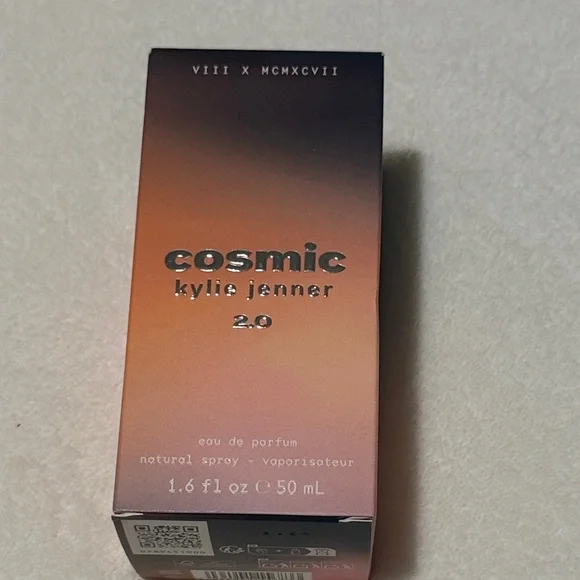 VIII X MCMXCVII
cosmic
kylie jenner
2.0
eau de parfum
natural spray - vaporisateur
1.6 fl oz ℮ 50 mL